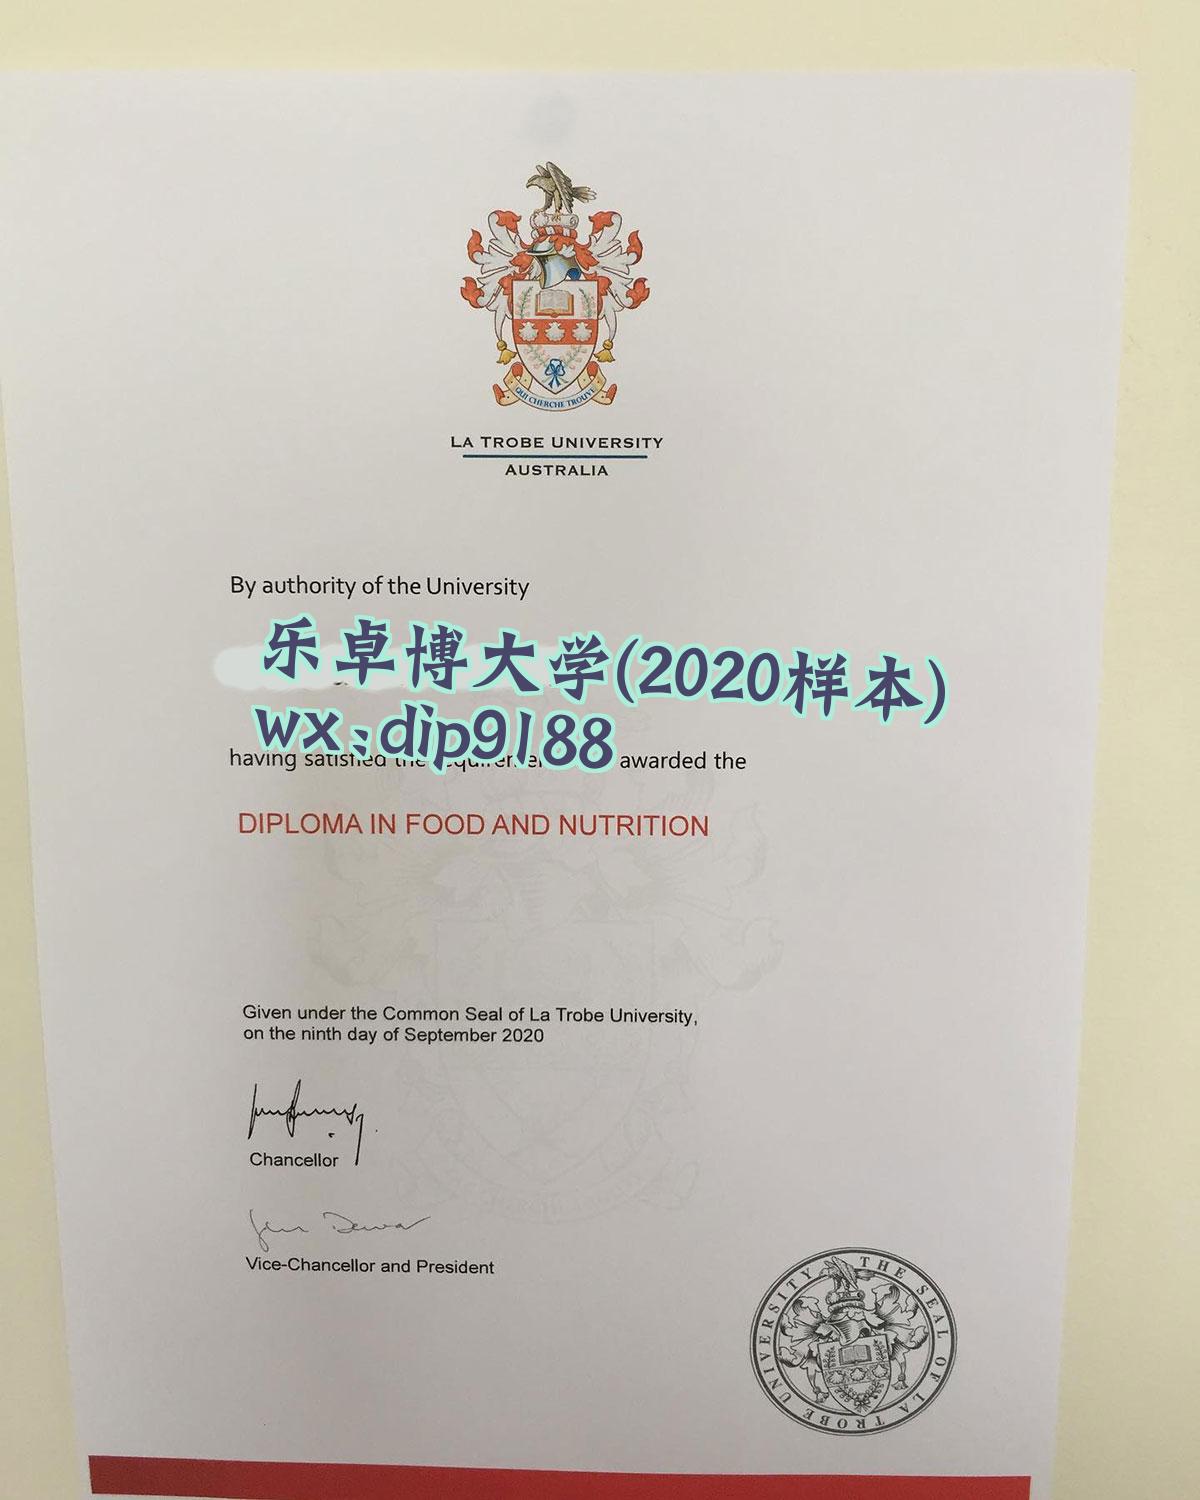 QUI CHERCHE TROUVE
LA TROBE UNIVERSITY
AUSTRALIA
By authority of the University
乐卓博大学(2020样本)
wx:dip9188
having satisfied the awarded the
DIPLOMA IN FOOD AND NUTRITION
Given under the Common Seal of La Trobe University,
on the ninth day of September 2020
Chancellor
Vice-Chancellor and President
THE SEAL OF LA TROBE UNIVERSITY